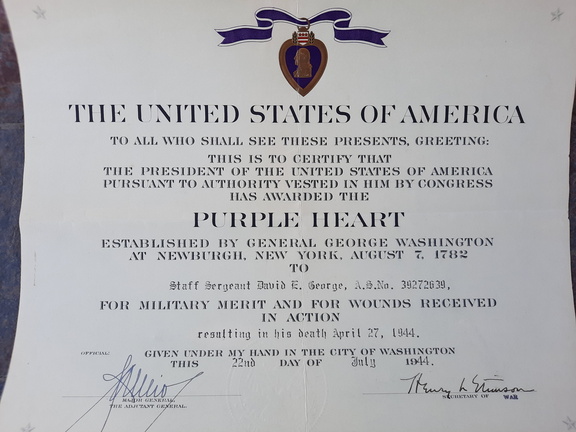 THE UNITED STATES OF AMERICA
TO ALL WHO SHALL SEE THESE PRESENTS, GREETING:
THIS IS TO CERTIFY THAT
THE PRESIDENT OF THE UNITED STATES OF AMERICA
PURSUANT TO AUTHORITY VESTED IN HIM BY CONGRESS
HAS AWARDED THE
PURPLE HEART
ESTABLISHED BY GENERAL GEORGE WASHINGTON
AT NEWBURGH, NEW YORK, AUGUST 7, 1782
TO
Staff Sergeant David E. George, A.S.No. 39272639,
FOR MILITARY MERIT AND FOR WOUNDS RECEIVED
IN ACTION
resulting in his death April 27, 1944.
OFFICIAL: GIVEN UNDER MY HAND IN THE CITY OF WASHINGTON
THIS 22nd DAY OF July 1944.
Henry L Stimson
MAJOR GENERAL SECRETARY OF WAR
THE ADJUTANT GENERAL.